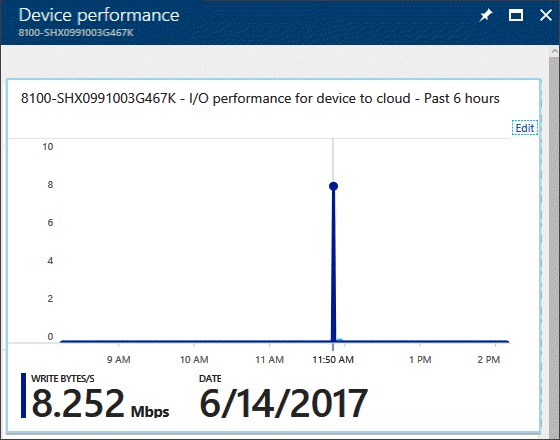 Device performance
8100-SHX0991003G467K
8100-SHX0991003G467K - I/O performance for device to cloud - Past 6 hours
Edit
10
8
6
4
2
0
9 AM 10 AM 11 AM 11:50 AM 1 PM 2 PM
WRITE BYTES/S DATE
8.252 Mbps 6/14/2017